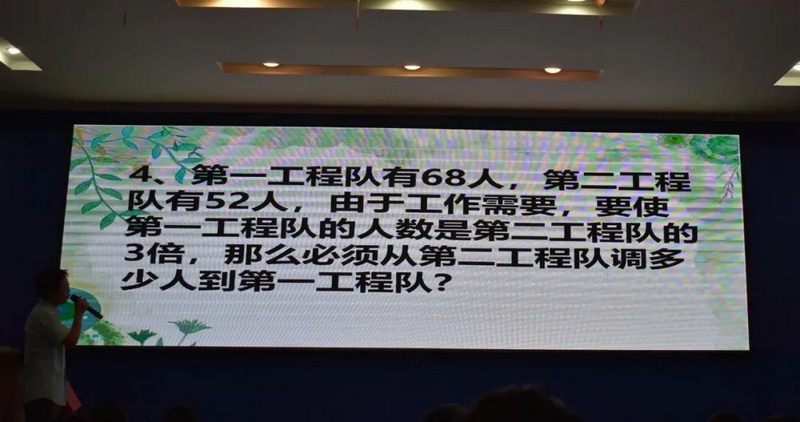 4、第一工程队有68人，第二工程
队有52人，由于工作需要，要使
第一工程队的人数是第二工程队的
3倍，那么必须从第二工程队调多
少人到第一工程队？